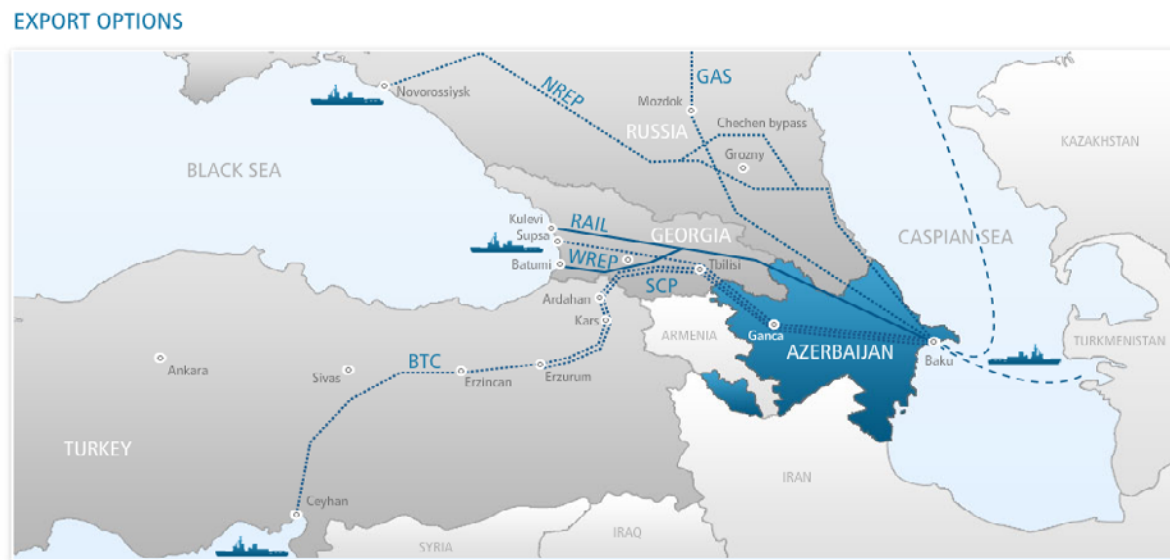 EXPORT OPTIONS
GAS
NREP
Novorossiysk
Mozdok
Chechen bypass
RUSSIA
KAZAKHSTAN
Grozny
BLACK SEA
Kulevi
RAIL
Supsa
GEORGIA
CASPIAN SEA
WREP
Batumi
Tbilisi
SCP
Ardahan
Kars
ARMENIA
Ganca
AZERBAIJAN
Baku
TURKMENISTAN
BTC
Ankara
Sivas
Erzincan
Erzurum
TURKEY
IRAN
Ceyhan
IRAQ
SYRIA